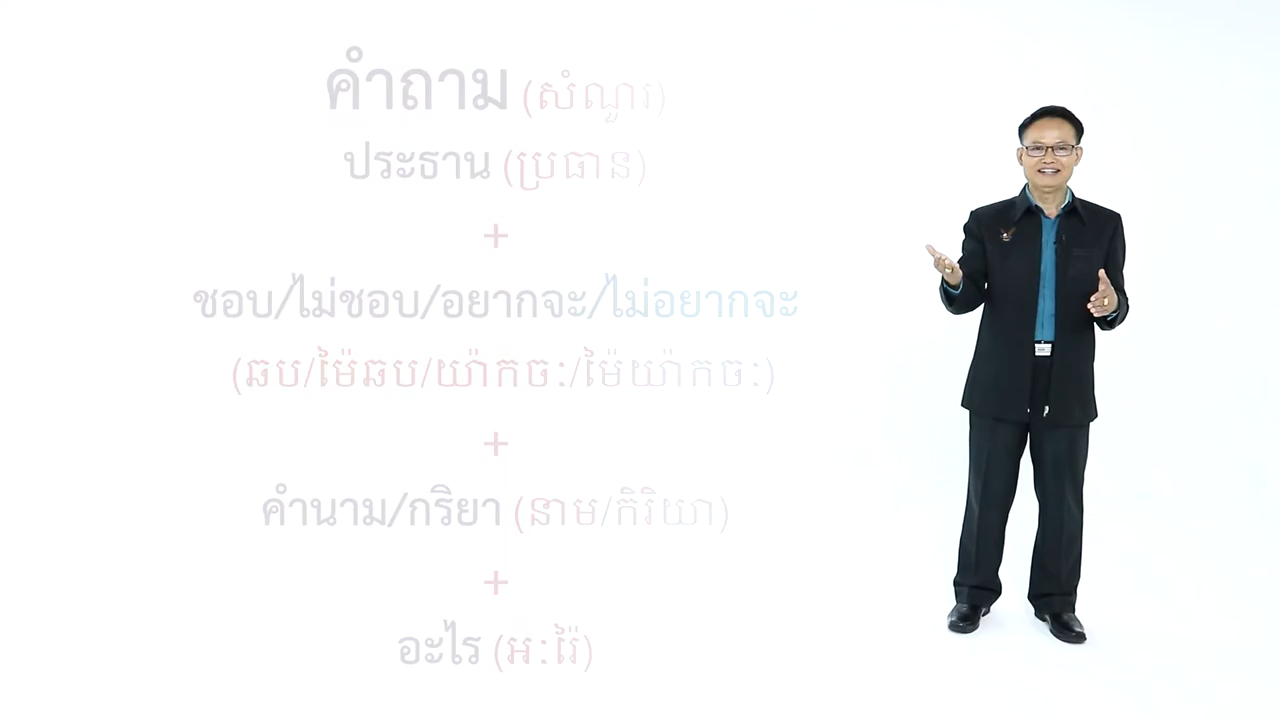 คำถาม (សំណួរ)
ประธาน (ប្រធាន)
+
ชอบ/ไม่ชอบ/อยากจะ/ไม่อยากจะ
(ឆប/ម៉ៃឆប/យ៉ាកចៈ/ម៉ៃយ៉ាកចៈ)
+
คำนาม/กริยา (នាម/កិរិយា)
+
อะไร (អៈរ៉ៃ)